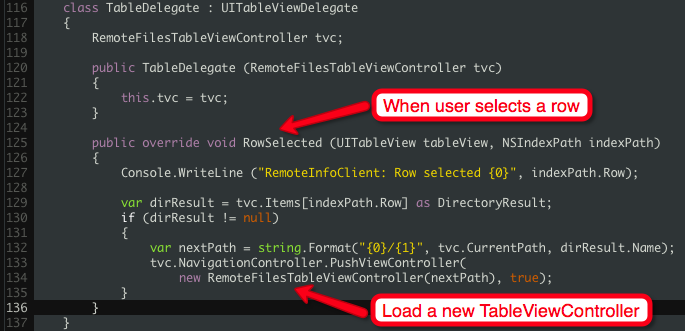 116 class TableDelegate : UITableViewDelegate
117 {
118 RemoteFilesTableViewController tvc;
119
120 public TableDelegate (RemoteFilesTableViewController tvc)
121 {
122 this.tvc = tvc;
123 }
When user selects a row
124
125 public override void RowSelected (UITableView tableView, NSIndexPath indexPath)
126 {
127 Console.WriteLine ("RemoteInfoClient: Row selected {0}", indexPath.Row);
128
129 var dirResult = tvc.Items[indexPath.Row] as DirectoryResult;
130 if (dirResult != null)
131 {
132 var nextPath = string.Format("{0}/{1}", tvc.CurrentPath, dirResult.Name);
133 tvc.NavigationController.PushViewController(
134 new RemoteFilesTableViewController(nextPath), true);
135 }
136 }
Load a new TableViewController
137 }